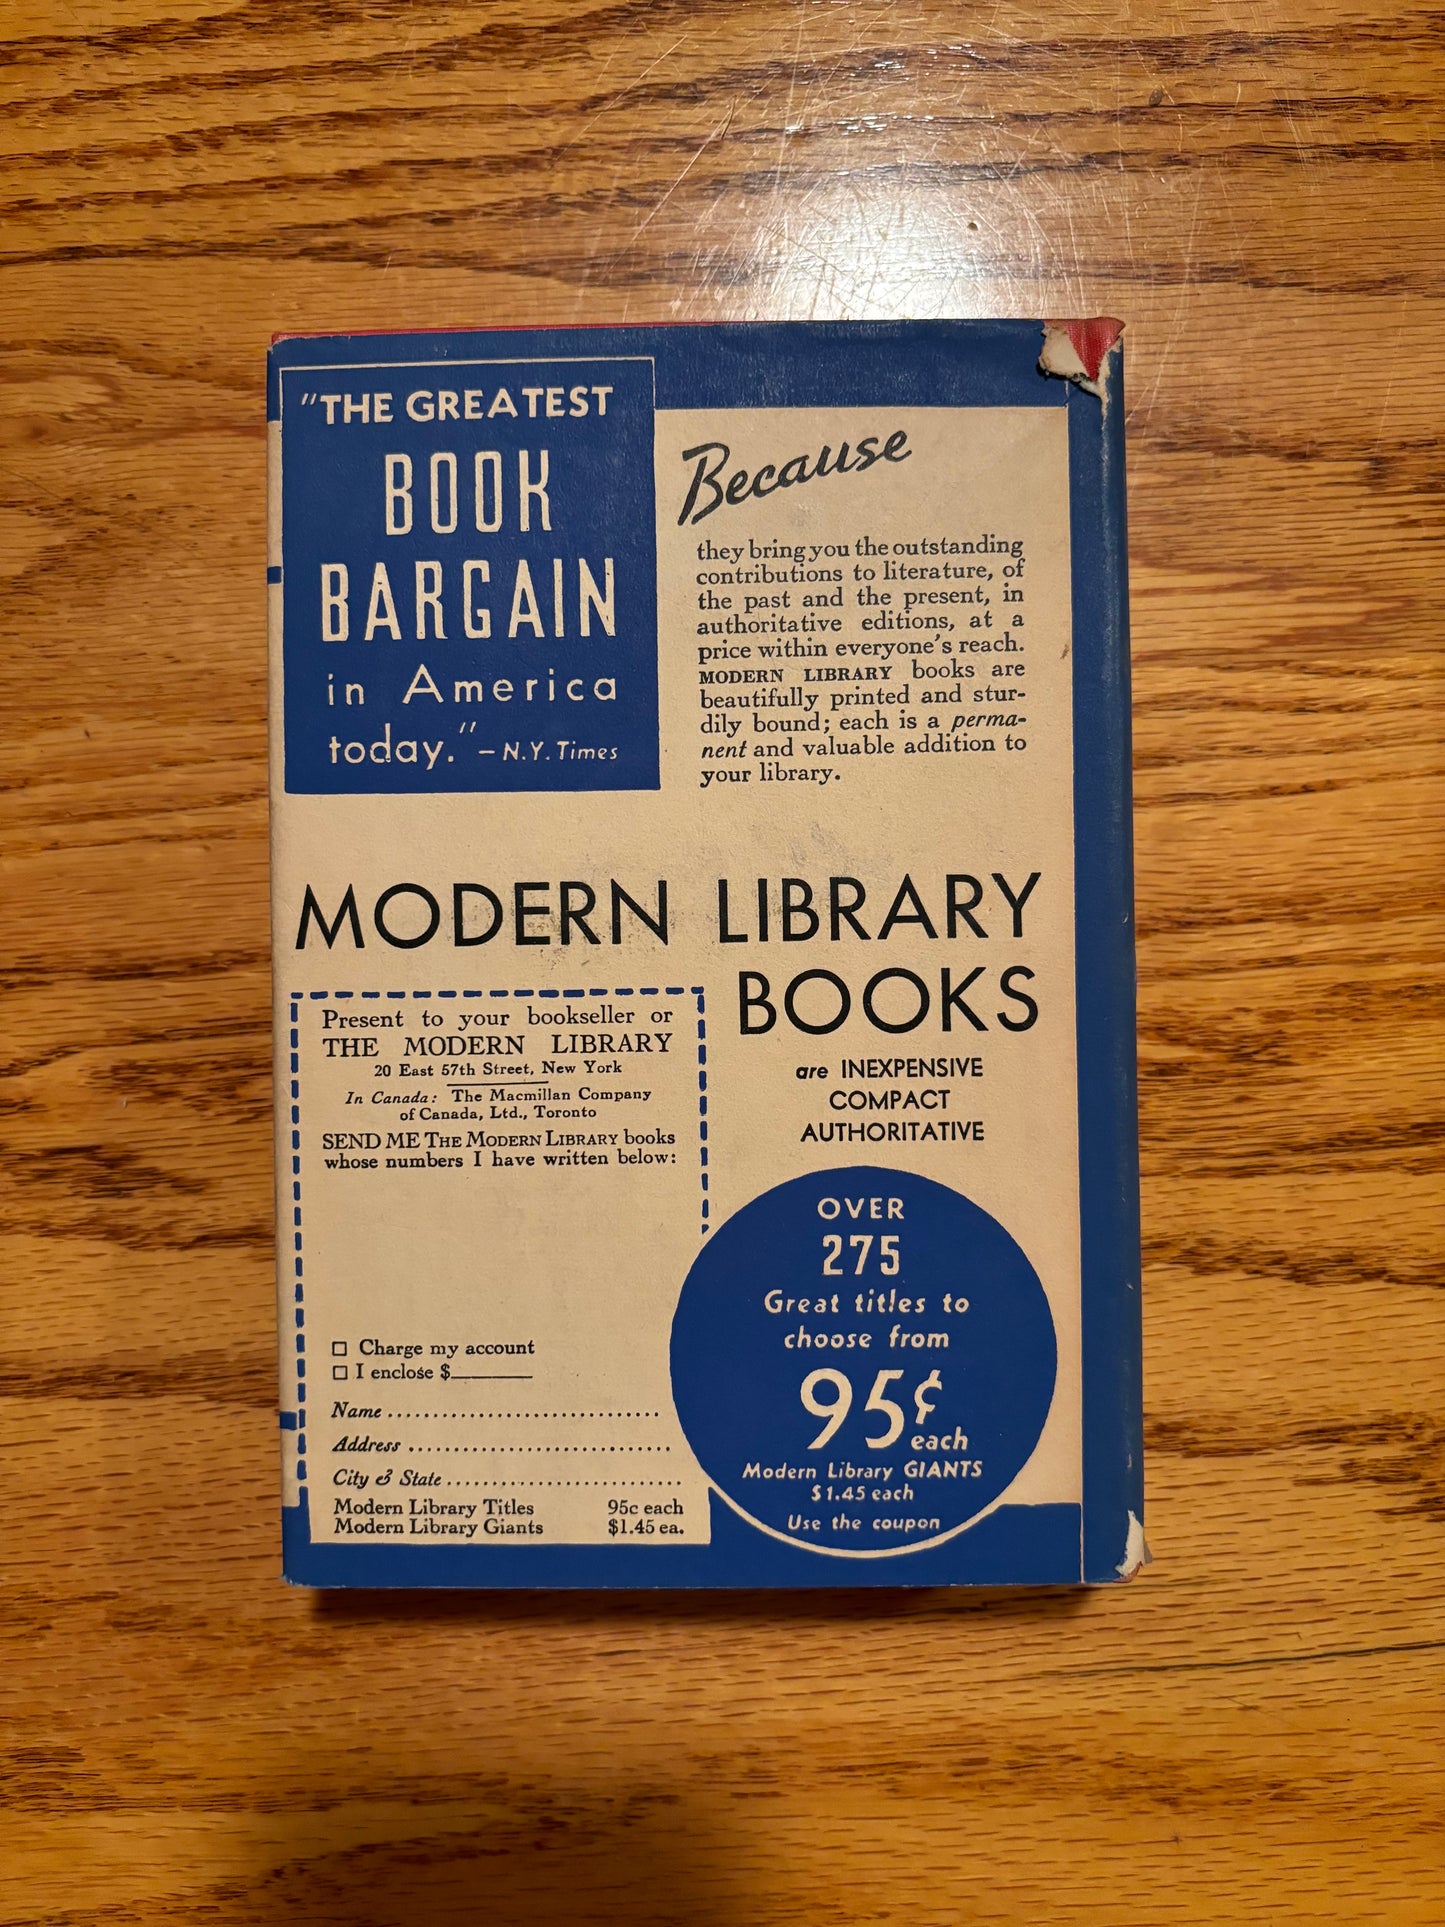 "THE GREATEST
BOOK
BARGAIN
in America
today." – N.Y. Times
Because
they bring you the outstanding
contributions to literature, of
the past and the present, in
authoritative editions, at a
price within everyone's reach.
MODERN LIBRARY books are
beautifully printed and stur-
dily bound; each is a perma-
nent and valuable addition to
your library.
MODERN LIBRARY
BOOKS
are INEXPENSIVE
COMPACT
AUTHORITATIVE
Present to your bookseller or
THE MODERN LIBRARY
20 East 57th Street, New York
In Canada: The Macmillan Company
of Canada, Ltd., Toronto
SEND ME THE MODERN LIBRARY books
whose numbers I have written below:
☐ Charge my account
☐ I enclose $________
Name ..............................
Address .............................
City & State ..........................
Modern Library Titles 95c each
Modern Library Giants $1.45 ea.
OVER
275
Great titles to
choose from
95¢
each
Modern Library GIANTS
$1.45 each
Use the coupon